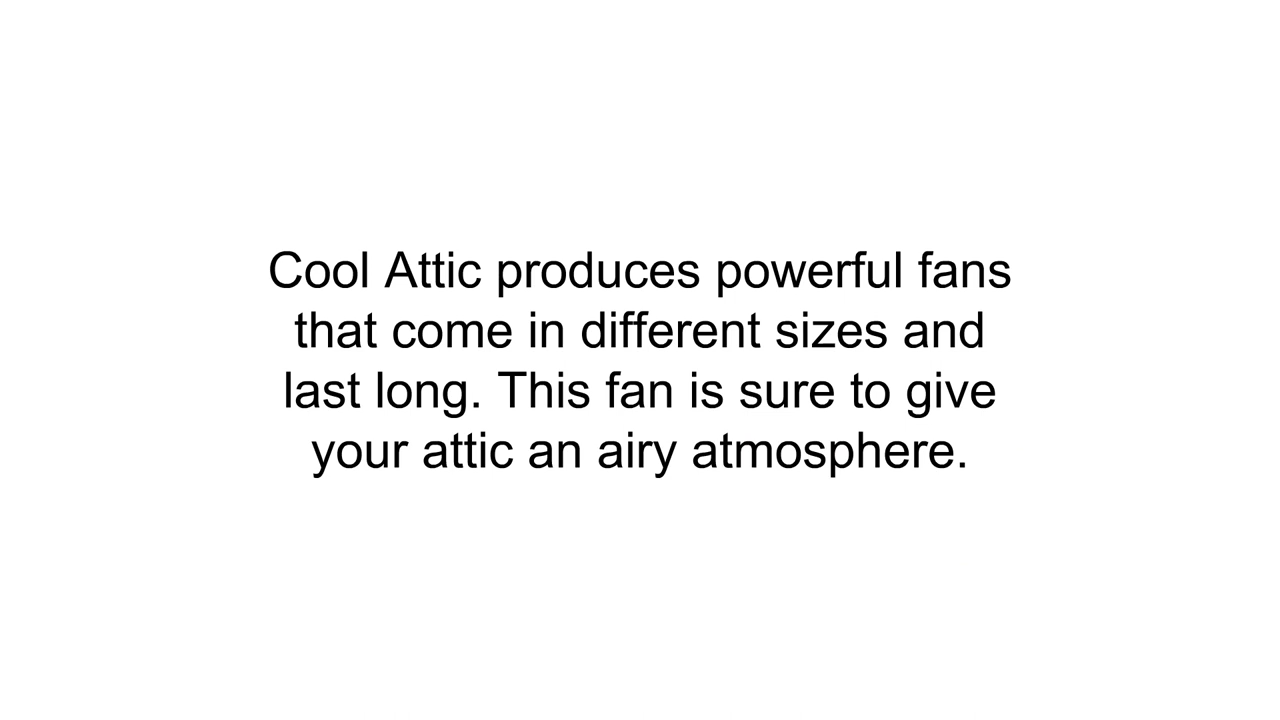 Cool Attic produces powerful fans
that come in different sizes and
last long. This fan is sure to give
your attic an airy atmosphere.